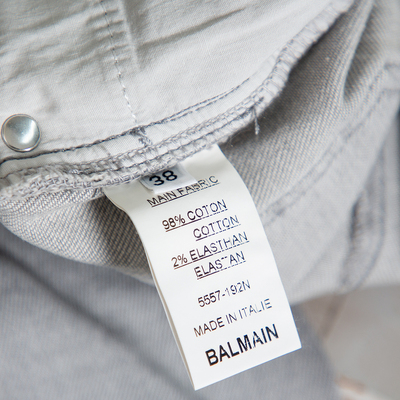 38
MAIN FABRIC
98% COTON
COTTON
2% ELASTHAN
ELASTAN
5557-192N
MADE IN ITALIE
BALMAIN